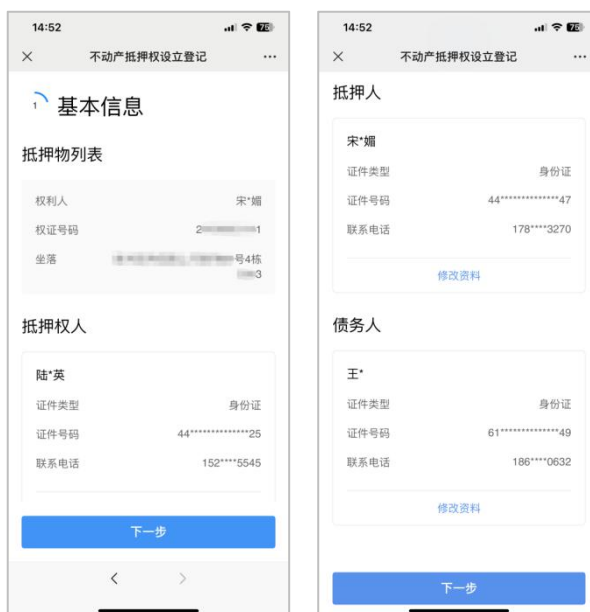 14:52
75
不动产抵押权设立登记
1
基本信息
抵押物列表
权利人 宋*媚
权证号码 2 1
坐落 号4栋
3
抵押权人
陆*英
证件类型 身份证
证件号码 44**************25
联系电话 152****5545
下一步
14:52
75
不动产抵押权设立登记
抵押人
宋*媚
证件类型 身份证
证件号码 44**************47
联系电话 178****3270
修改资料
债务人
王*
证件类型 身份证
证件号码 61**************49
联系电话 186****0632
修改资料
下一步